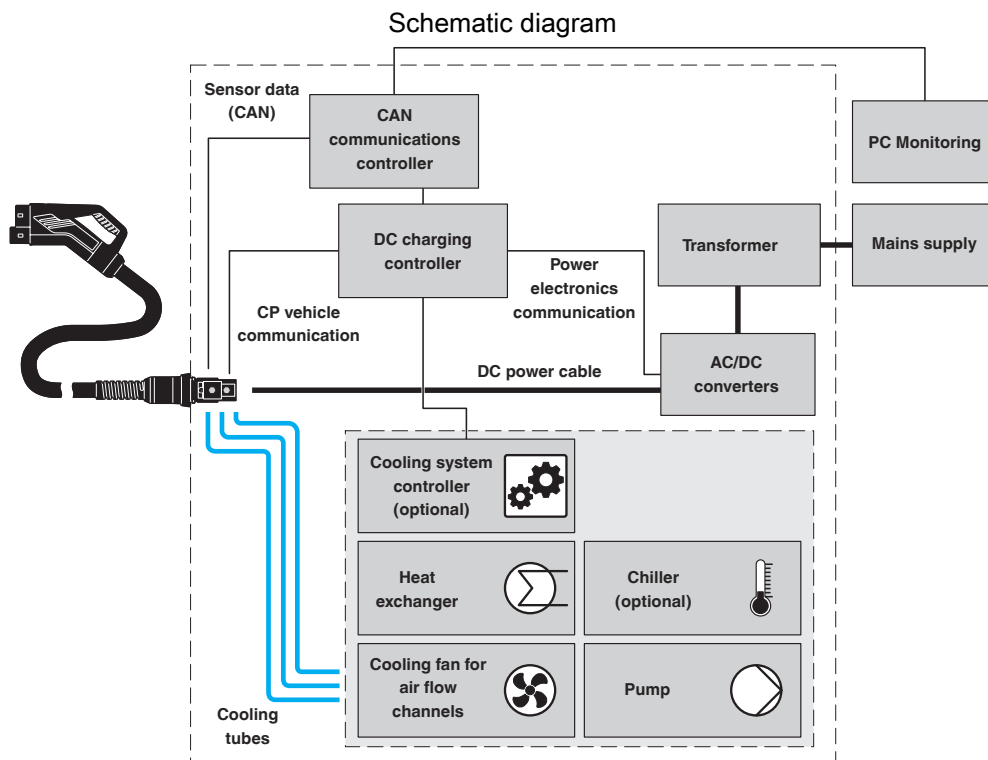 Schematic diagram
Sensor data
(CAN)
CAN
communications
controller
PC Monitoring
DC charging
controller
Transformer
Mains supply
CP vehicle
communication
Power
electronics
communication
DC power cable
AC/DC
converters
Cooling system
controller
(optional)
Heat
exchanger
Chiller
(optional)
Cooling fan for
air flow
channels
Pump
Cooling
tubes